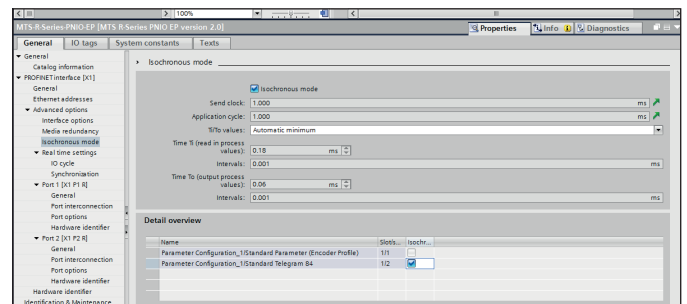 100%
MTS-R-Series-PNIO-EP [MTS R-Series PNIO EP version 2.0]
Properties Info Diagnostics
General IO tags System constants Texts
General
Catalog information
PROFINET interface [X1]
General
Ethernet addresses
Advanced options
Interface options
Media redundancy
Isochronous mode
Real time settings
IO cycle
Synchronization
Port 1 [X1 P1 R]
General
Port interconnection
Port options
Hardware identifier
Port 2 [X1 P2 R]
General
Port interconnection
Port options
Hardware identifier
Hardware identifier
Identification & Maintenance
Isochronous mode
Isochronous mode
Send clock: 1.000 ms
Application cycle: 1.000 ms
Ti/To values: Automatic minimum
Time Ti (read in process
values): 0.18 ms
Intervals: 0.001 ms
Time To (output process
values): 0.06 ms
Intervals: 0.001 ms
Detail overview
Name Slot/s... Isochr...
Parameter Configuration_1/Standard Parameter (Encoder Profile) 1/1
Parameter Configuration_1/Standard Telegram 84 1/2